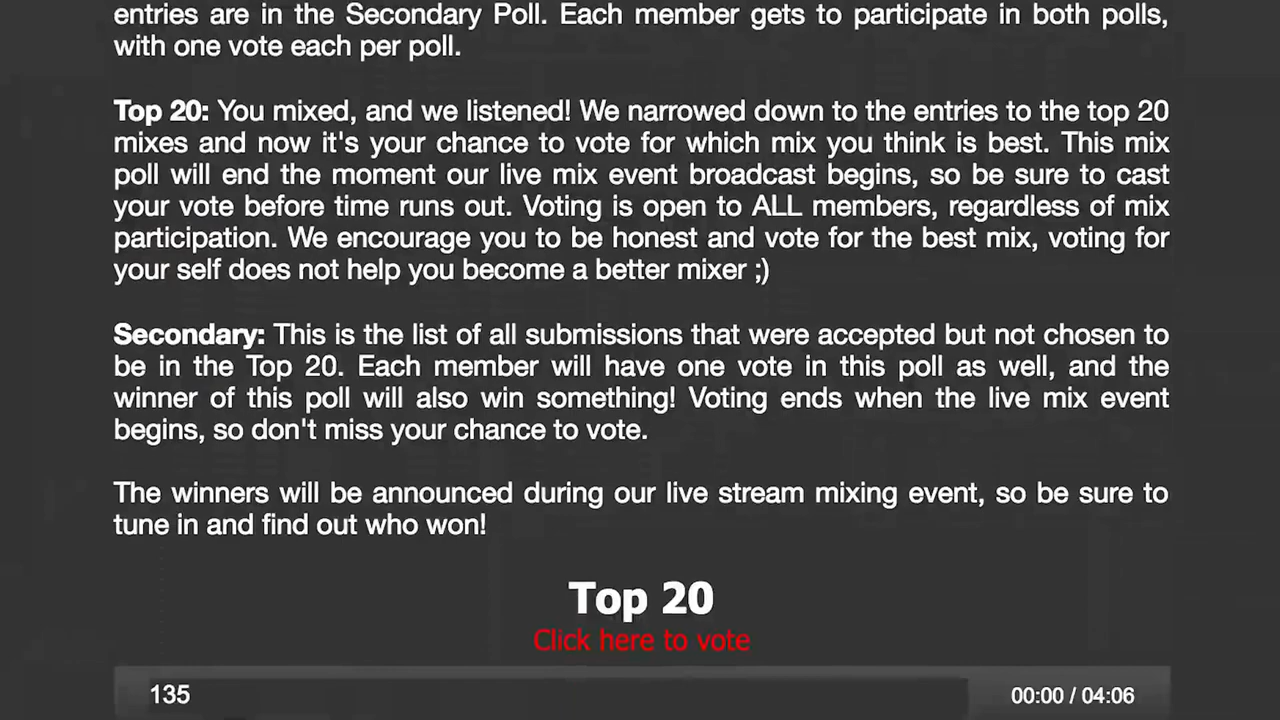 entries are in the Secondary Poll. Each member gets to participate in both polls,
with one vote each per poll.
Top 20: You mixed, and we listened! We narrowed down to the entries to the top 20
mixes and now it's your chance to vote for which mix you think is best. This mix
poll will end the moment our live mix event broadcast begins, so be sure to cast
your vote before time runs out. Voting is open to ALL members, regardless of mix
participation. We encourage you to be honest and vote for the best mix, voting for
your self does not help you become a better mixer ;)
Secondary: This is the list of all submissions that were accepted but not chosen to
be in the Top 20. Each member will have one vote in this poll as well, and the
winner of this poll will also win something! Voting ends when the live mix event
begins, so don't miss your chance to vote.
The winners will be announced during our live stream mixing event, so be sure to
tune in and find out who won!
Top 20
Click here to vote
135 00:00 / 04:06